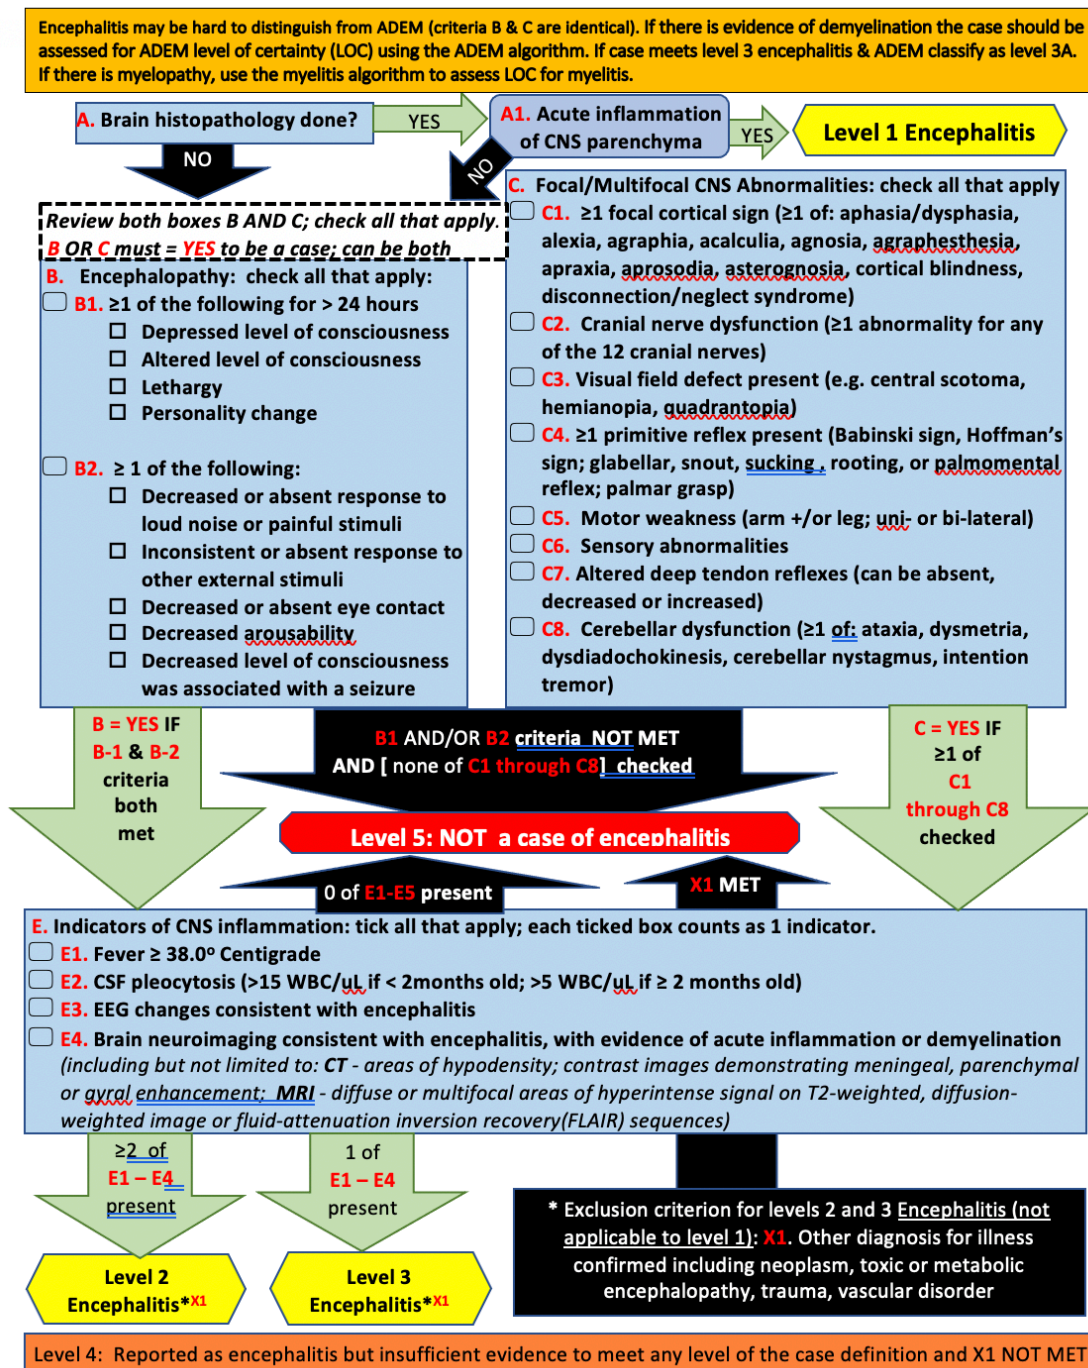 Encephalitis may be hard to distinguish from ADEM (criteria B & C are identical). If there is evidence of demyelination the case should be
assessed for ADEM level of certainty (LOC) using the ADEM algorithm. If case meets level 3 encephalitis & ADEM classify as level 3A.
If there is myelopathy, use the myelitis algorithm to assess LOC for myelitis.
A. Brain histopathology done?
YES
A1. Acute inflammation
of CNS parenchyma
YES
Level 1 Encephalitis
NO
NO
Review both boxes B AND C; check all that apply.
B OR C must = YES to be a case; can be both
B. Encephalopathy: check all that apply:
B1. ≥1 of the following for > 24 hours
Depressed level of consciousness
Altered level of consciousness
Lethargy
Personality change
B2. ≥ 1 of the following:
Decreased or absent response to
loud noise or painful stimuli
Inconsistent or absent response to
other external stimuli
Decreased or absent eye contact
Decreased arousability
Decreased level of consciousness
was associated with a seizure
C. Focal/Multifocal CNS Abnormalities: check all that apply
C1. ≥1 focal cortical sign (≥1 of: aphasia/dysphasia,
alexia, agraphia, acalculia, agnosia, agraphesthesia,
apraxia, aprosodia, asterognosia, cortical blindness,
disconnection/neglect syndrome)
C2. Cranial nerve dysfunction (≥1 abnormality for any
of the 12 cranial nerves)
C3. Visual field defect present (e.g. central scotoma,
hemianopia, quadrantopia)
C4. ≥1 primitive reflex present (Babinski sign, Hoffman's
sign; glabellar, snout, sucking , rooting, or palmomental
reflex; palmar grasp)
C5. Motor weakness (arm +/or leg; uni- or bi-lateral)
C6. Sensory abnormalities
C7. Altered deep tendon reflexes (can be absent,
decreased or increased)
C8. Cerebellar dysfunction (≥1 of: ataxia, dysmetria,
dysdiadochokinesis, cerebellar nystagmus, intention
tremor)
B = YES IF
B-1 & B-2
criteria
both
met
B1 AND/OR B2 criteria NOT MET
AND [ none of C1 through C8] checked
C = YES IF
≥1 of
C1
through C8
checked
Level 5: NOT a case of encephalitis
0 of E1-E5 present
X1 MET
E. Indicators of CNS inflammation: tick all that apply; each ticked box counts as 1 indicator.
E1. Fever ≥ 38.0º Centigrade
E2. CSF pleocytosis (>15 WBC/uL if < 2months old; >5 WBC/uL if ≥ 2 months old)
E3. EEG changes consistent with encephalitis
E4. Brain neuroimaging consistent with encephalitis, with evidence of acute inflammation or demyelination
(including but not limited to: CT - areas of hypodensity; contrast images demonstrating meningeal, parenchymal
or gyral enhancement; MRI - diffuse or multifocal areas of hyperintense signal on T2-weighted, diffusion-
weighted image or fluid-attenuation inversion recovery(FLAIR) sequences)
≥2 of
E1 – E4
present
1 of
E1 – E4
present
* Exclusion criterion for levels 2 and 3 Encephalitis (not
applicable to level 1): X1. Other diagnosis for illness
confirmed including neoplasm, toxic or metabolic
encephalopathy, trauma, vascular disorder
Level 2
Encephalitis*X1
Level 3
Encephalitis*X1
Level 4: Reported as encephalitis but insufficient evidence to meet any level of the case definition and X1 NOT MET